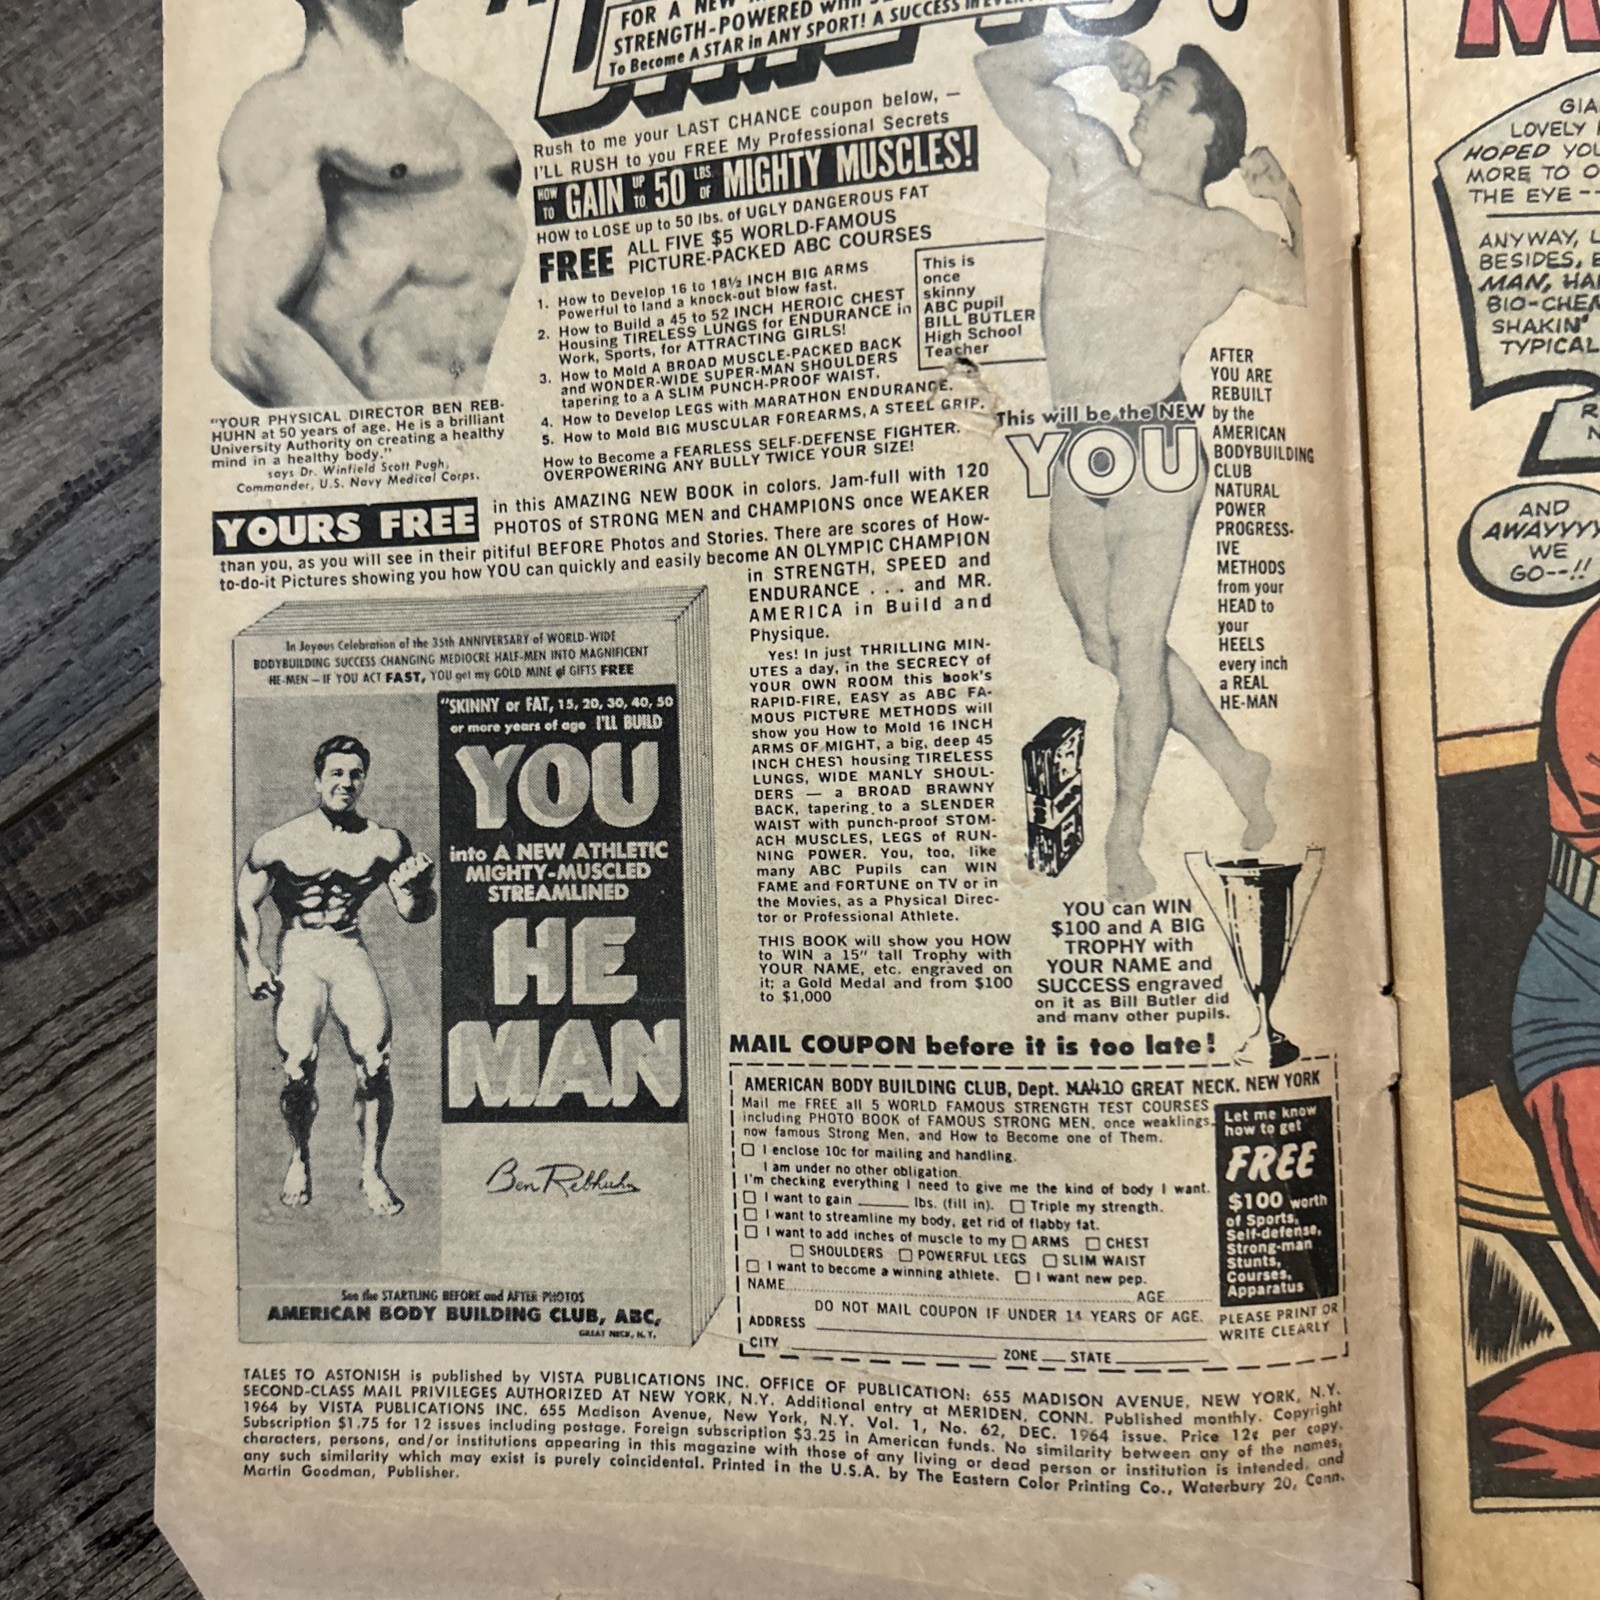 FOR A NEW
STRENGTH-POWERED
To Become A STAR in ANY SPORT! A SUCCESS in
Rush to me your LAST CHANCE coupon below, —
I'LL RUSH to you FREE My Professional Secrets
HOW TO GAIN UP TO 50 LBS. OF MIGHTY MUSCLES!
HOW to LOSE up to 50 lbs. of UGLY DANGEROUS FAT
FREE ALL FIVE $5 WORLD-FAMOUS
PICTURE-PACKED ABC COURSES
1. How to Develop 16 to 18½ INCH BIG ARMS
Powerful to land a knock-out blow fast.
2. How to Build a 45 to 52 INCH HEROIC CHEST
Housing TIRELESS LUNGS for ENDURANCE in
Work, Sports, for ATTRACTING GIRLS!
3. How to Mold A BROAD MUSCLE-PACKED BACK
and WONDER-WIDE SUPER-MAN SHOULDERS
tapering to a A SLIM PUNCH-PROOF WAIST.
4. How to Develop LEGS with MARATHON ENDURANCE.
5. How to Mold BIG MUSCULAR FOREARMS, A STEEL GRIP.
How to Become a FEARLESS SELF-DEFENSE FIGHTER.
OVERPOWERING ANY BULLY TWICE YOUR SIZE!
This is
once
skinny
ABC pupil
BILL BUTLER
High School
Teacher
"YOUR PHYSICAL DIRECTOR BEN REB-
HUHN at 50 years of age. He is a brilliant
University Authority on creating a healthy
mind in a healthy body."
says Dr. Winfield Scott Pugh,
Commander, U.S. Navy Medical Corps.
This will be the NEW
YOU
AFTER
YOU ARE
REBUILT
by the
AMERICAN
BODYBUILDING
CLUB
NATURAL
POWER
PROGRESS-
IVE
METHODS
from your
HEAD to
your
HEELS
every inch
a REAL
HE-MAN
YOURS FREE in this AMAZING NEW BOOK in colors. Jam-full with 120
PHOTOS of STRONG MEN and CHAMPIONS once WEAKER
than you, as you will see in their pitiful BEFORE Photos and Stories. There are scores of How-
to-do-it Pictures showing you how YOU can quickly and easily become AN OLYMPIC CHAMPION
in STRENGTH, SPEED and
ENDURANCE . . . and MR.
AMERICA in Build and
Physique.
Yes! In just THRILLING MIN-
UTES a day, in the SECRECY of
YOUR OWN ROOM this book's
RAPID-FIRE, EASY as ABC FA-
MOUS PICTURE METHODS will
show you How to Mold 16 INCH
ARMS OF MIGHT, a big, deep 45
INCH CHEST housing TIRELESS
LUNGS, WIDE MANLY SHOUL-
DERS — a BROAD BRAWNY
BACK, tapering to a SLENDER
WAIST with punch-proof STOM-
ACH MUSCLES, LEGS of RUN-
NING POWER. You, too, like
many ABC Pupils can WIN
FAME and FORTUNE on TV or in
the Movies, as a Physical Direc-
tor or Professional Athlete.
THIS BOOK will show you HOW
to WIN a 15" tall Trophy with
YOUR NAME, etc. engraved on
it; a Gold Medal and from $100
to $1,000
In Joyous Celebration of the 35th ANNIVERSARY of WORLD-WIDE
BODYBUILDING SUCCESS CHANGING MEDIOCRE HALF-MEN INTO MAGNIFICENT
HE-MEN — IF YOU ACT FAST, YOU get my GOLD MINE of GIFTS FREE
"SKINNY or FAT, 15, 20, 30, 40, 50
or more years of age I'LL BUILD
YOU
into A NEW ATHLETIC
MIGHTY-MUSCLED
STREAMLINED
HE
MAN
Ben Rebhuhn
See the STARTLING BEFORE and AFTER PHOTOS
AMERICAN BODY BUILDING CLUB, ABC,
GREAT NECK, N.Y.
YOU can WIN
$100 and A BIG
TROPHY with
YOUR NAME and
SUCCESS engraved
on it as Bill Butler did
and many other pupils.
MAIL COUPON before it is too late!
AMERICAN BODY BUILDING CLUB, Dept. MA410 GREAT NECK, NEW YORK
Mail me FREE all 5 WORLD FAMOUS STRENGTH TEST COURSES
including PHOTO BOOK of FAMOUS STRONG MEN, once weaklings,
now famous Strong Men, and How to Become one of Them.
☐ I enclose 10c for mailing and handling.
I am under no other obligation.
I'm checking everything I need to give me the kind of body I want.
☐ I want to gain ______ lbs. (fill in). ☐ Triple my strength.
☐ I want to streamline my body, get rid of flabby fat.
☐ I want to add inches of muscle to my ☐ ARMS ☐ CHEST
☐ SHOULDERS ☐ POWERFUL LEGS ☐ SLIM WAIST
☐ I want to become a winning athlete. ☐ I want new pep.
NAME AGE
DO NOT MAIL COUPON IF UNDER 14 YEARS OF AGE.
ADDRESS
CITY ZONE STATE
Let me know
how to get
FREE
$100 worth
of Sports,
Self-defense,
Strong-man
Stunts,
Courses,
Apparatus
PLEASE PRINT OR
WRITE CLEARLY
TALES TO ASTONISH is published by VISTA PUBLICATIONS INC. OFFICE OF PUBLICATION: 655 MADISON AVENUE, NEW YORK, N.Y.
SECOND-CLASS MAIL PRIVILEGES AUTHORIZED AT NEW YORK, N.Y. Additional entry at MERIDEN, CONN. Published monthly. Copyright
1964 by VISTA PUBLICATIONS INC. 655 Madison Avenue, New York, N.Y. Vol. 1, No. 62, DEC. 1964 issue. Price 12¢ per copy.
Subscription $1.75 for 12 issues including postage. Foreign subscription $3.25 in American funds. No similarity between any of the names,
characters, persons, and/or institutions appearing in this magazine with those of any living or dead person or institution is intended, and
any such similarity which may exist is purely coincidental. Printed in the U.S.A. by The Eastern Color Printing Co., Waterbury 20, Conn.
Martin Goodman, Publisher.
LOVELY
HOPED YOU
MORE TO
THE EYE--
ANYWAY,
BESIDES,
MAN,
SHAKIN'
TYPICAL
AND
AWAYYYY
WE
GO--!!